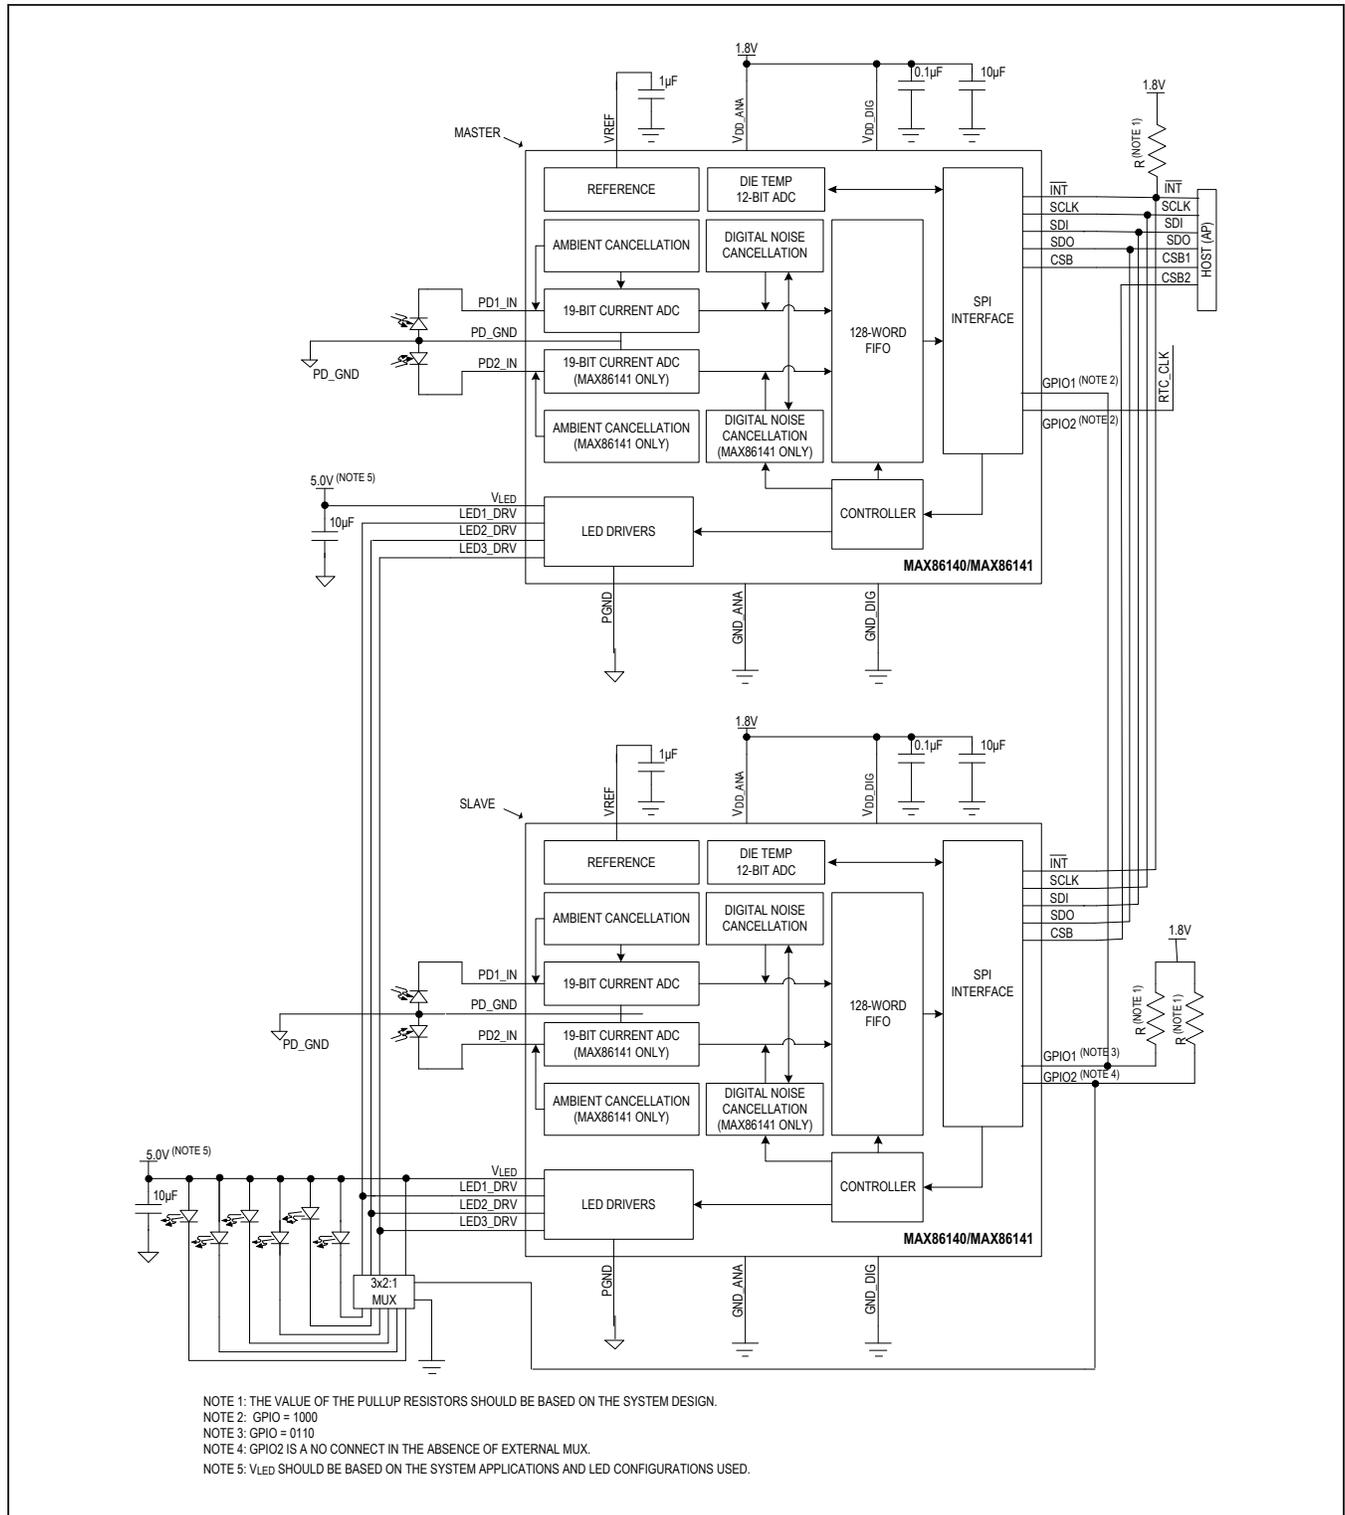 1.8V
1µF
0.1µF
10µF
1.8V
VREF
VDD_ANA
VDD_DIG
R (NOTE 1)
MASTER
REFERENCE
DIE TEMP
12-BIT ADC
INT
INT
SCLK
SCLK
SDI
SDI
SDO
SDO
CSB
CSB1
CSB2
HOST (AP)
AMBIENT CANCELLATION
DIGITAL NOISE
CANCELLATION
PD1_IN
19-BIT CURRENT ADC
SPI
INTERFACE
128-WORD
FIFO
PD_GND
PD_GND
PD2_IN
19-BIT CURRENT ADC
(MAX86141 ONLY)
GPIO1 (NOTE 2)
RTC_CLK
GPIO2 (NOTE 2)
AMBIENT CANCELLATION
(MAX86141 ONLY)
DIGITAL NOISE
CANCELLATION
(MAX86141 ONLY)
5.0V (NOTE 5)
10µF
VLED
LED1_DRV
LED2_DRV
LED3_DRV
LED DRIVERS
CONTROLLER
MAX86140/MAX86141
PGND
GND_ANA
GND_DIG
1.8V
1µF
0.1µF
10µF
VREF
VDD_ANA
VDD_DIG
SLAVE
REFERENCE
DIE TEMP
12-BIT ADC
INT
SCLK
SDI
SDO
CSB
AMBIENT CANCELLATION
DIGITAL NOISE
CANCELLATION
1.8V
PD1_IN
19-BIT CURRENT ADC
SPI
INTERFACE
128-WORD
FIFO
R (NOTE 1)
R (NOTE 1)
PD_GND
PD_GND
PD2_IN
19-BIT CURRENT ADC
(MAX86141 ONLY)
GPIO1 (NOTE 3)
GPIO2 (NOTE 4)
AMBIENT CANCELLATION
(MAX86141 ONLY)
DIGITAL NOISE
CANCELLATION
(MAX86141 ONLY)
5.0V (NOTE 5)
10µF
VLED
LED1_DRV
LED2_DRV
LED3_DRV
LED DRIVERS
CONTROLLER
MAX86140/MAX86141
3x2:1
MUX
PGND
GND_ANA
GND_DIG
NOTE 1: THE VALUE OF THE PULLUP RESISTORS SHOULD BE BASED ON THE SYSTEM DESIGN.
NOTE 2: GPIO = 1000
NOTE 3: GPIO = 0110
NOTE 4: GPIO2 IS A NO CONNECT IN THE ABSENCE OF EXTERNAL MUX.
NOTE 5: VLED SHOULD BE BASED ON THE SYSTEM APPLICATIONS AND LED CONFIGURATIONS USED.